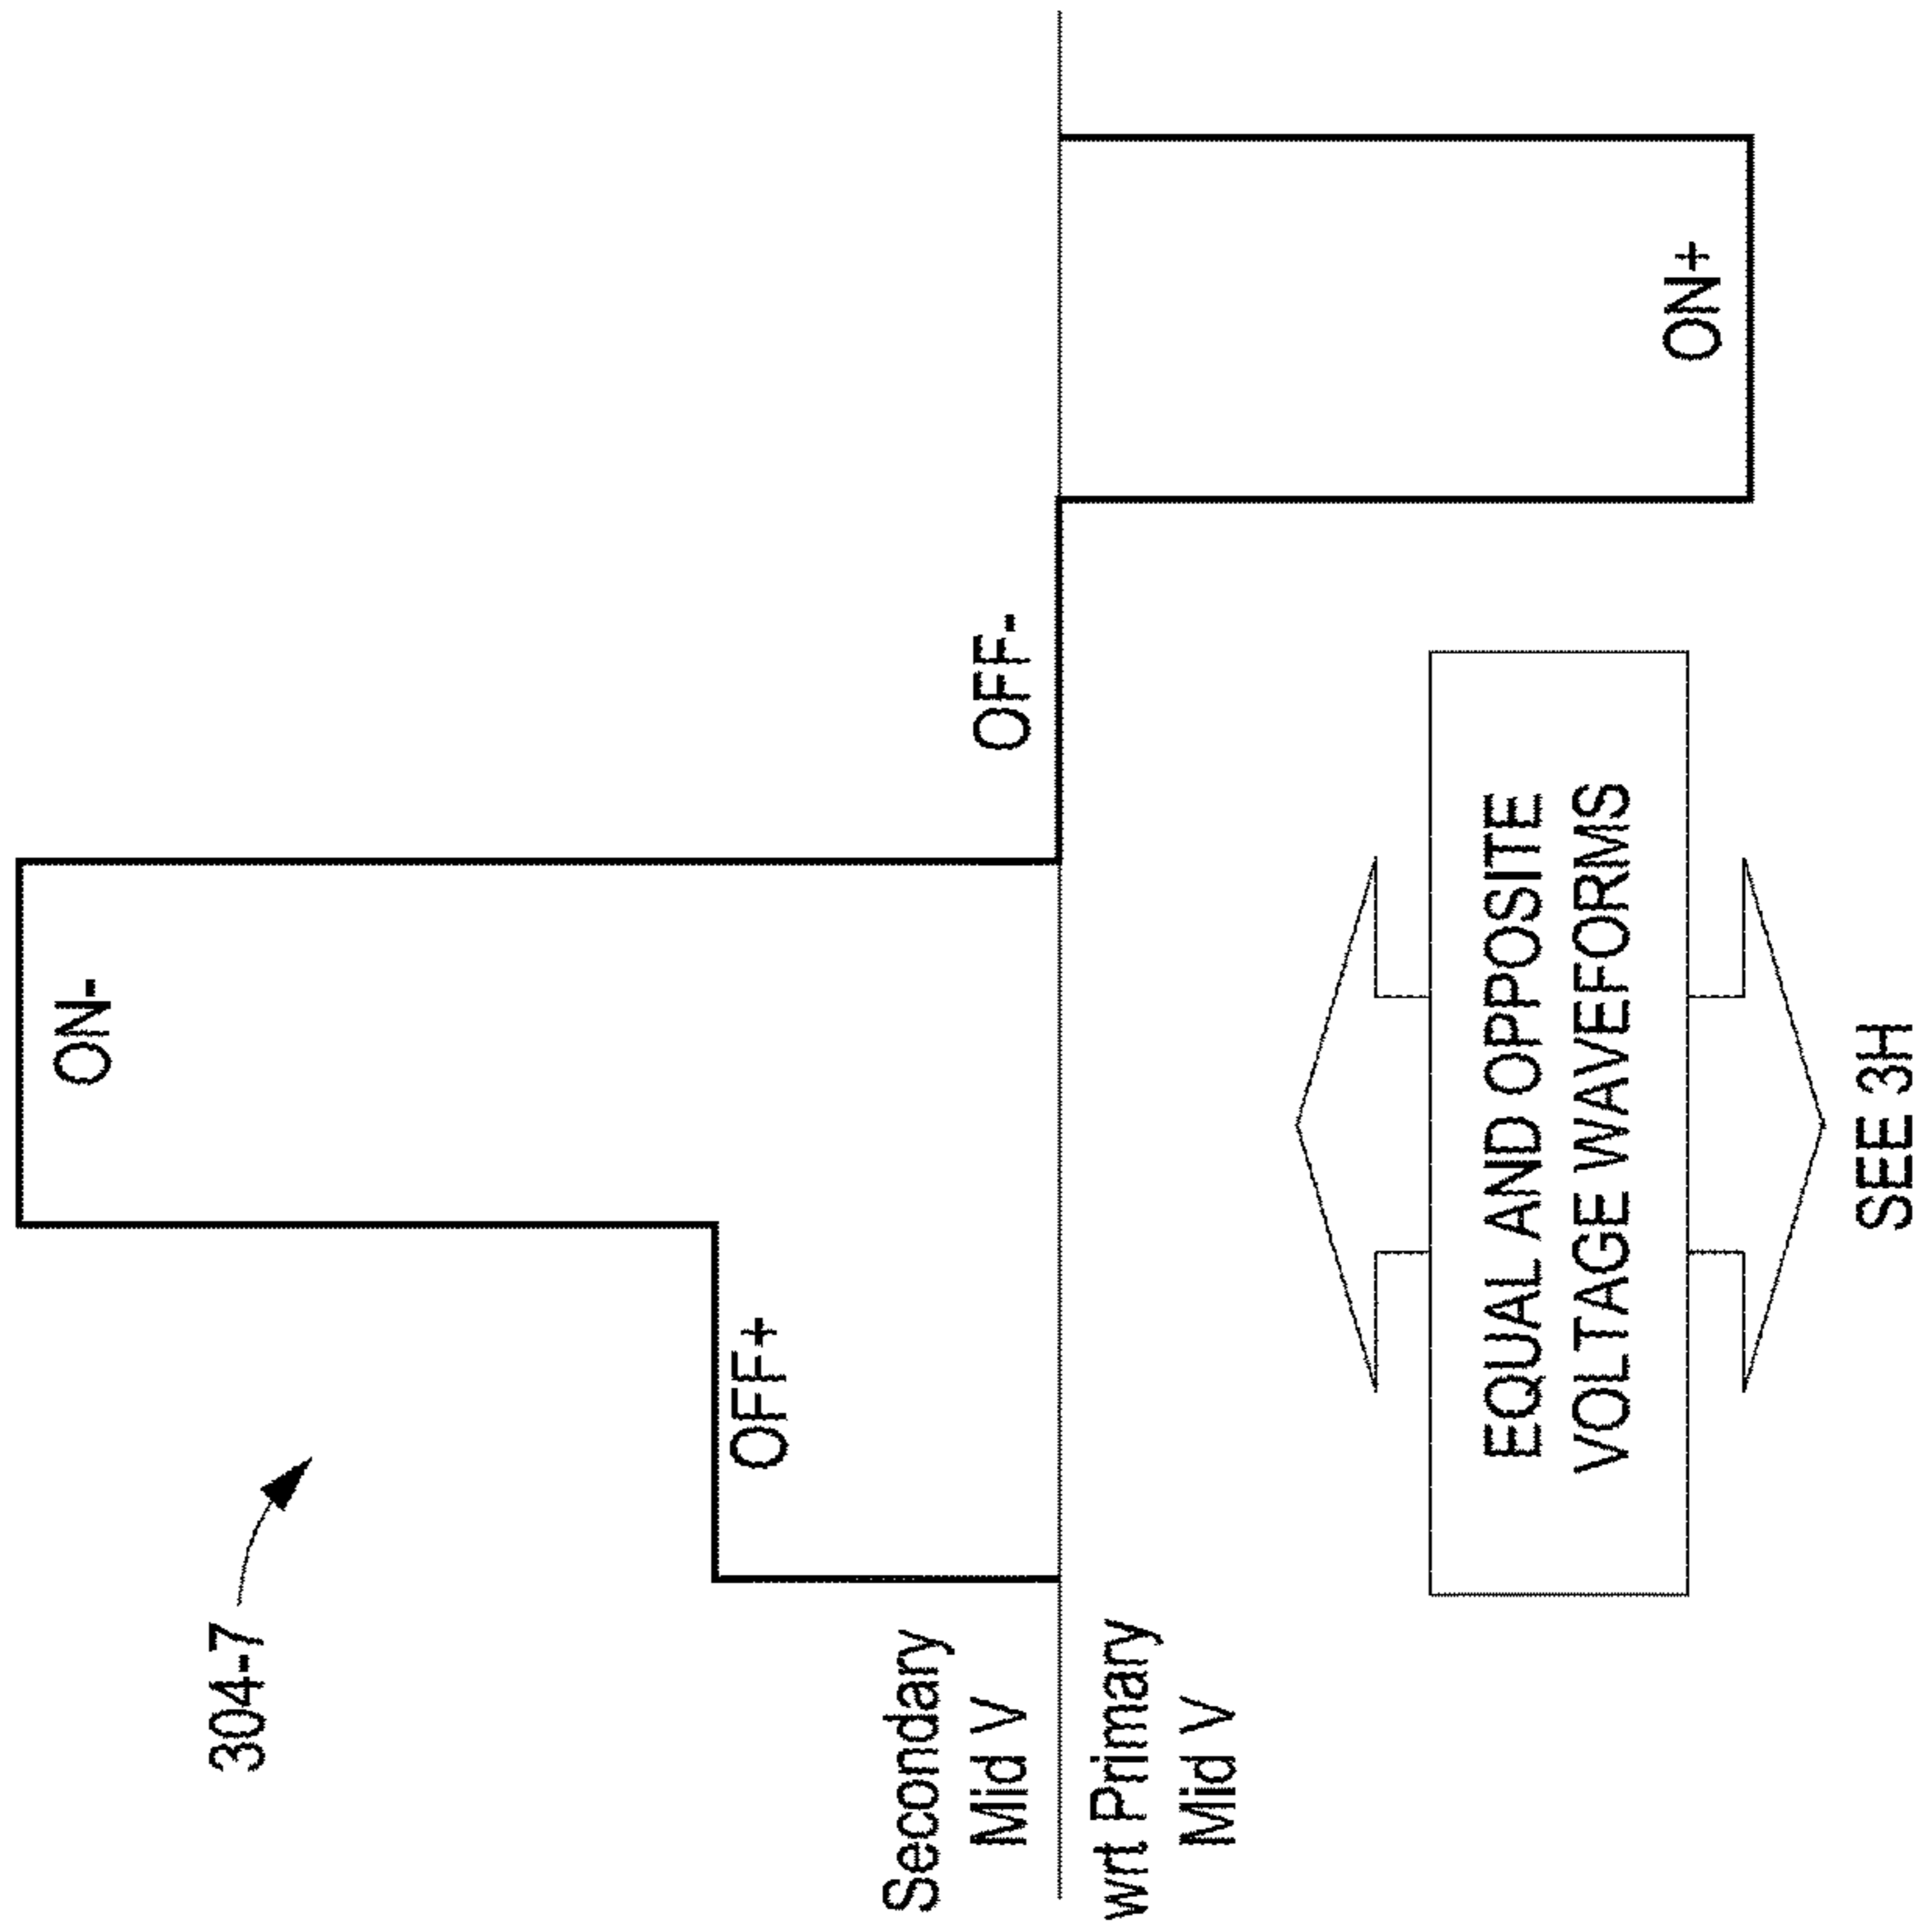 304-7
ON-
OFF+
OFF-
ON+
Secondary
Mid V
wrt Primary
Mid V
EQUAL AND OPPOSITE
VOLTAGE WAVEFORMS
SEE 3H